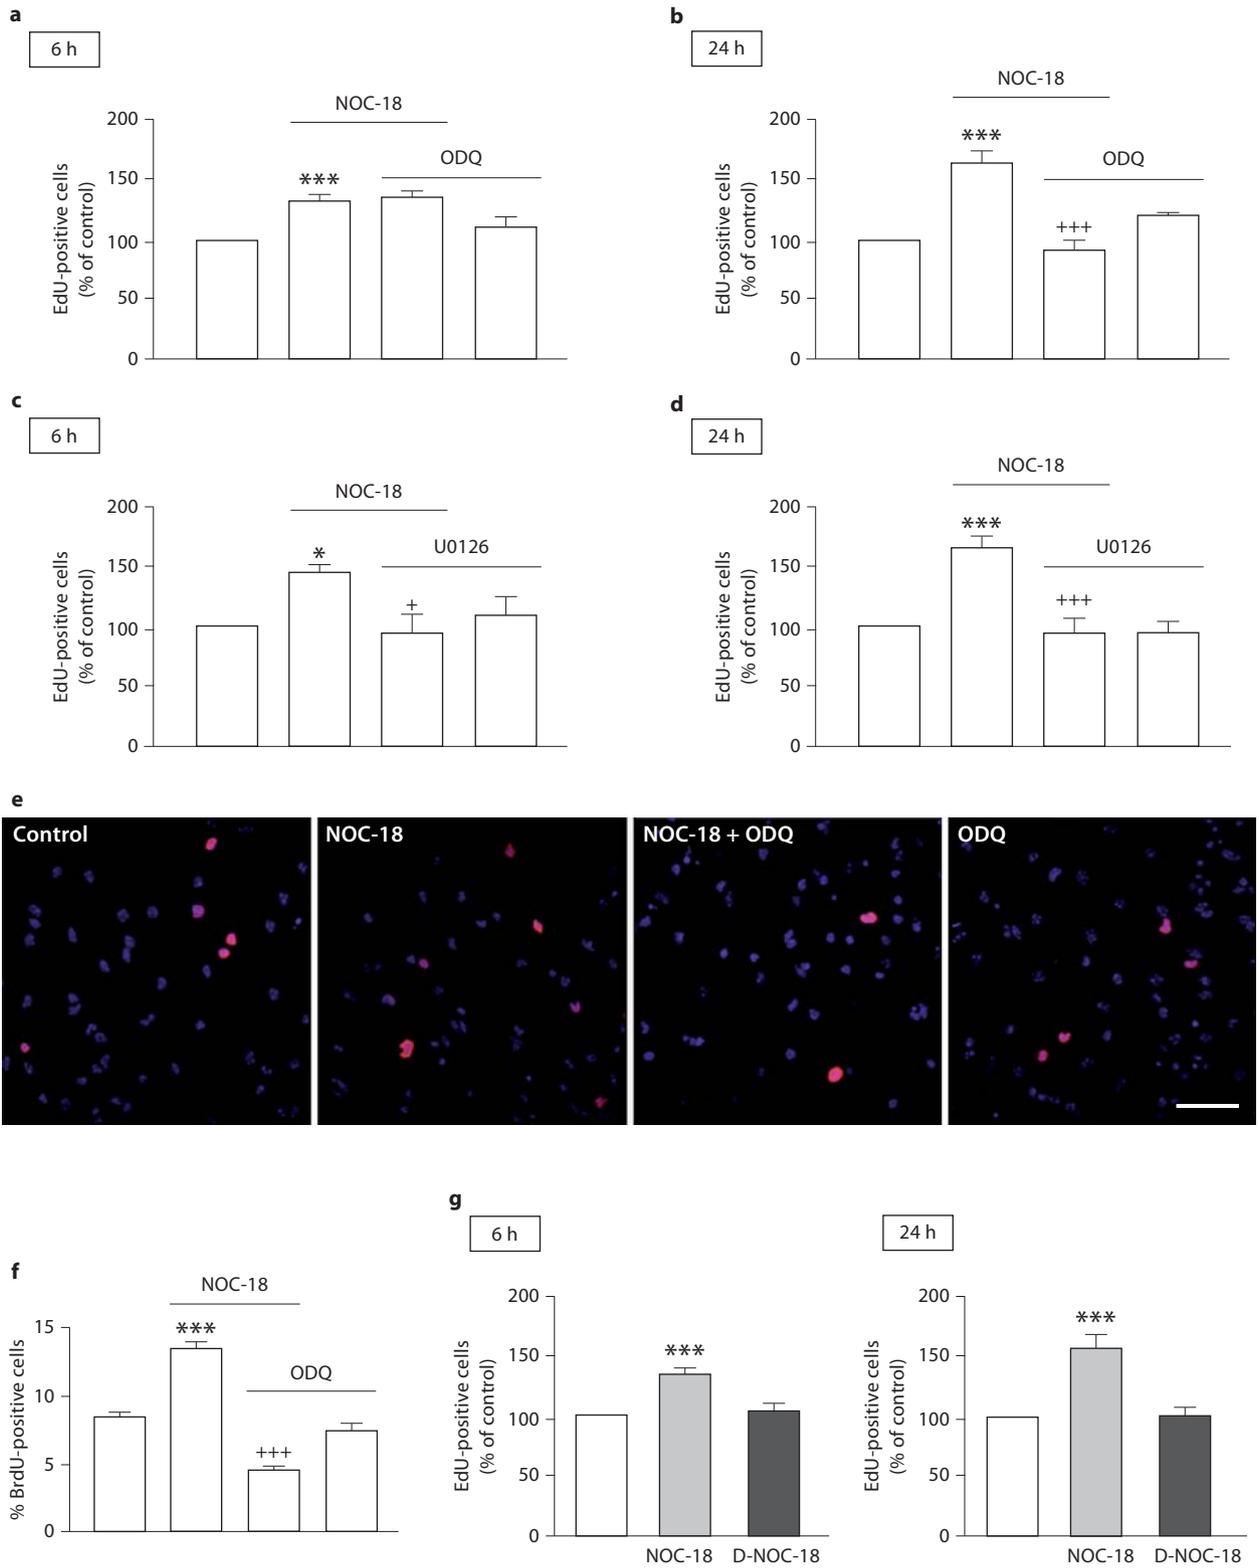 a
6 h
NOC-18
ODQ
200
150
100
50
0
EdU-positive cells
(% of control)
***
b
24 h
NOC-18
ODQ
200
150
100
50
0
EdU-positive cells
(% of control)
***
+++
c
6 h
NOC-18
U0126
200
150
100
50
0
EdU-positive cells
(% of control)
*
+
d
24 h
NOC-18
U0126
200
150
100
50
0
EdU-positive cells
(% of control)
***
+++
e
Control
NOC-18
NOC-18 + ODQ
ODQ
f
NOC-18
ODQ
15
10
5
0
% BrdU-positive cells
***
+++
g
6 h
200
150
100
50
0
EdU-positive cells
(% of control)
***
NOC-18 D-NOC-18
24 h
200
150
100
50
0
EdU-positive cells
(% of control)
***
NOC-18 D-NOC-18